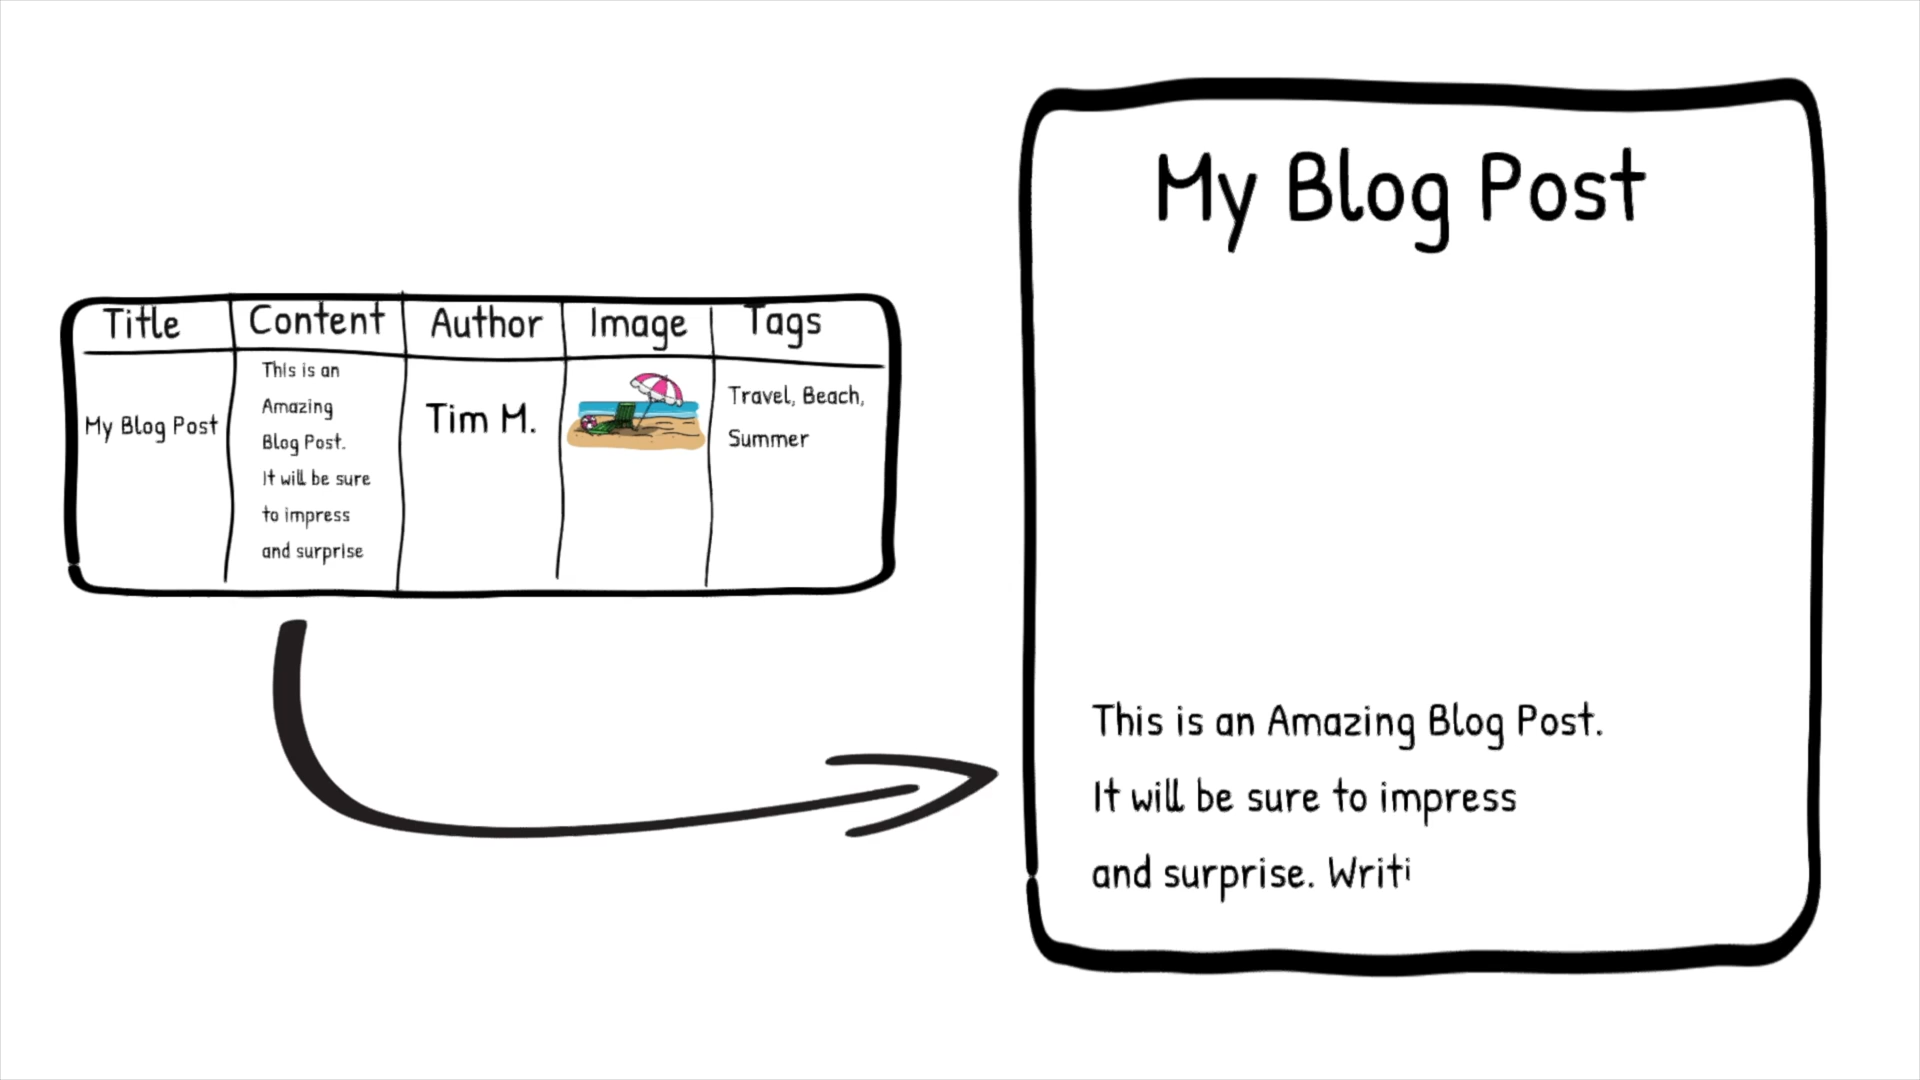 Title Content Author Image Tags
My Blog Post
This is an
Amazing
Blog Post.
It will be sure
to impress
and surprise
Tim M.
Travel, Beach,
Summer
My Blog Post
This is an Amazing Blog Post.
It will be sure to impress
and surprise. Writi